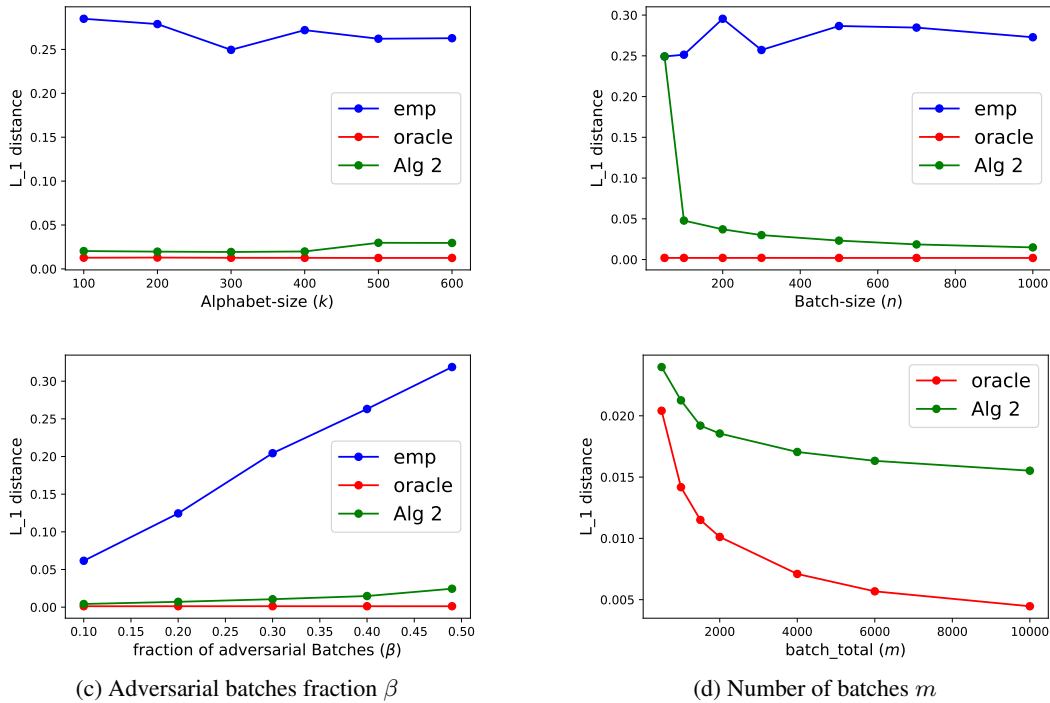 0.25
0.20
0.15
0.10
0.05
0.00
L_1 distance
emp
oracle
Alg 2
100 200 300 400 500 600
Alphabet-size (k)
0.30
0.25
0.20
0.15
0.10
0.05
0.00
L_1 distance
emp
oracle
Alg 2
200 400 600 800 1000
Batch-size (n)
0.30
0.25
0.20
0.15
0.10
0.05
0.00
L_1 distance
emp
oracle
Alg 2
0.10 0.15 0.20 0.25 0.30 0.35 0.40 0.45 0.50
fraction of adversarial Batches (β)
(c) Adversarial batches fraction β
0.020
0.015
0.010
0.005
L_1 distance
oracle
Alg 2
2000 4000 6000 8000 10000
batch_total (m)
(d) Number of batches m